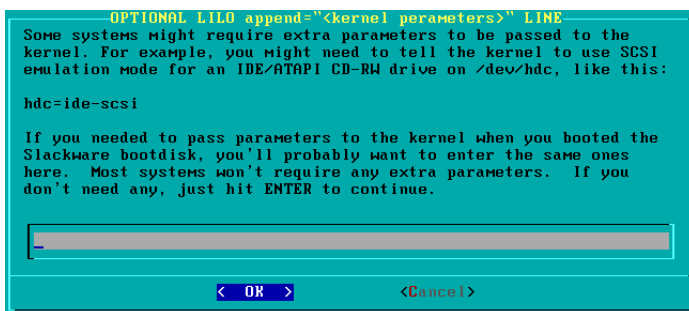 OPTIONAL LILO append="<kernel perameters>" LINE
Some systems might require extra parameters to be passed to the
kernel. For example, you might need to tell the kernel to use SCSI
emulation mode for an IDE/ATAPI CD-RW drive on /dev/hdc, like this:
hdc=ide-scsi
If you needed to pass parameters to the kernel when you booted the
Slackware bootdisk, you'll probably want to enter the same ones
here.  Most systems won't require any extra parameters.  If you
don't need any, just hit ENTER to continue.
<  OK  > <Cancel>